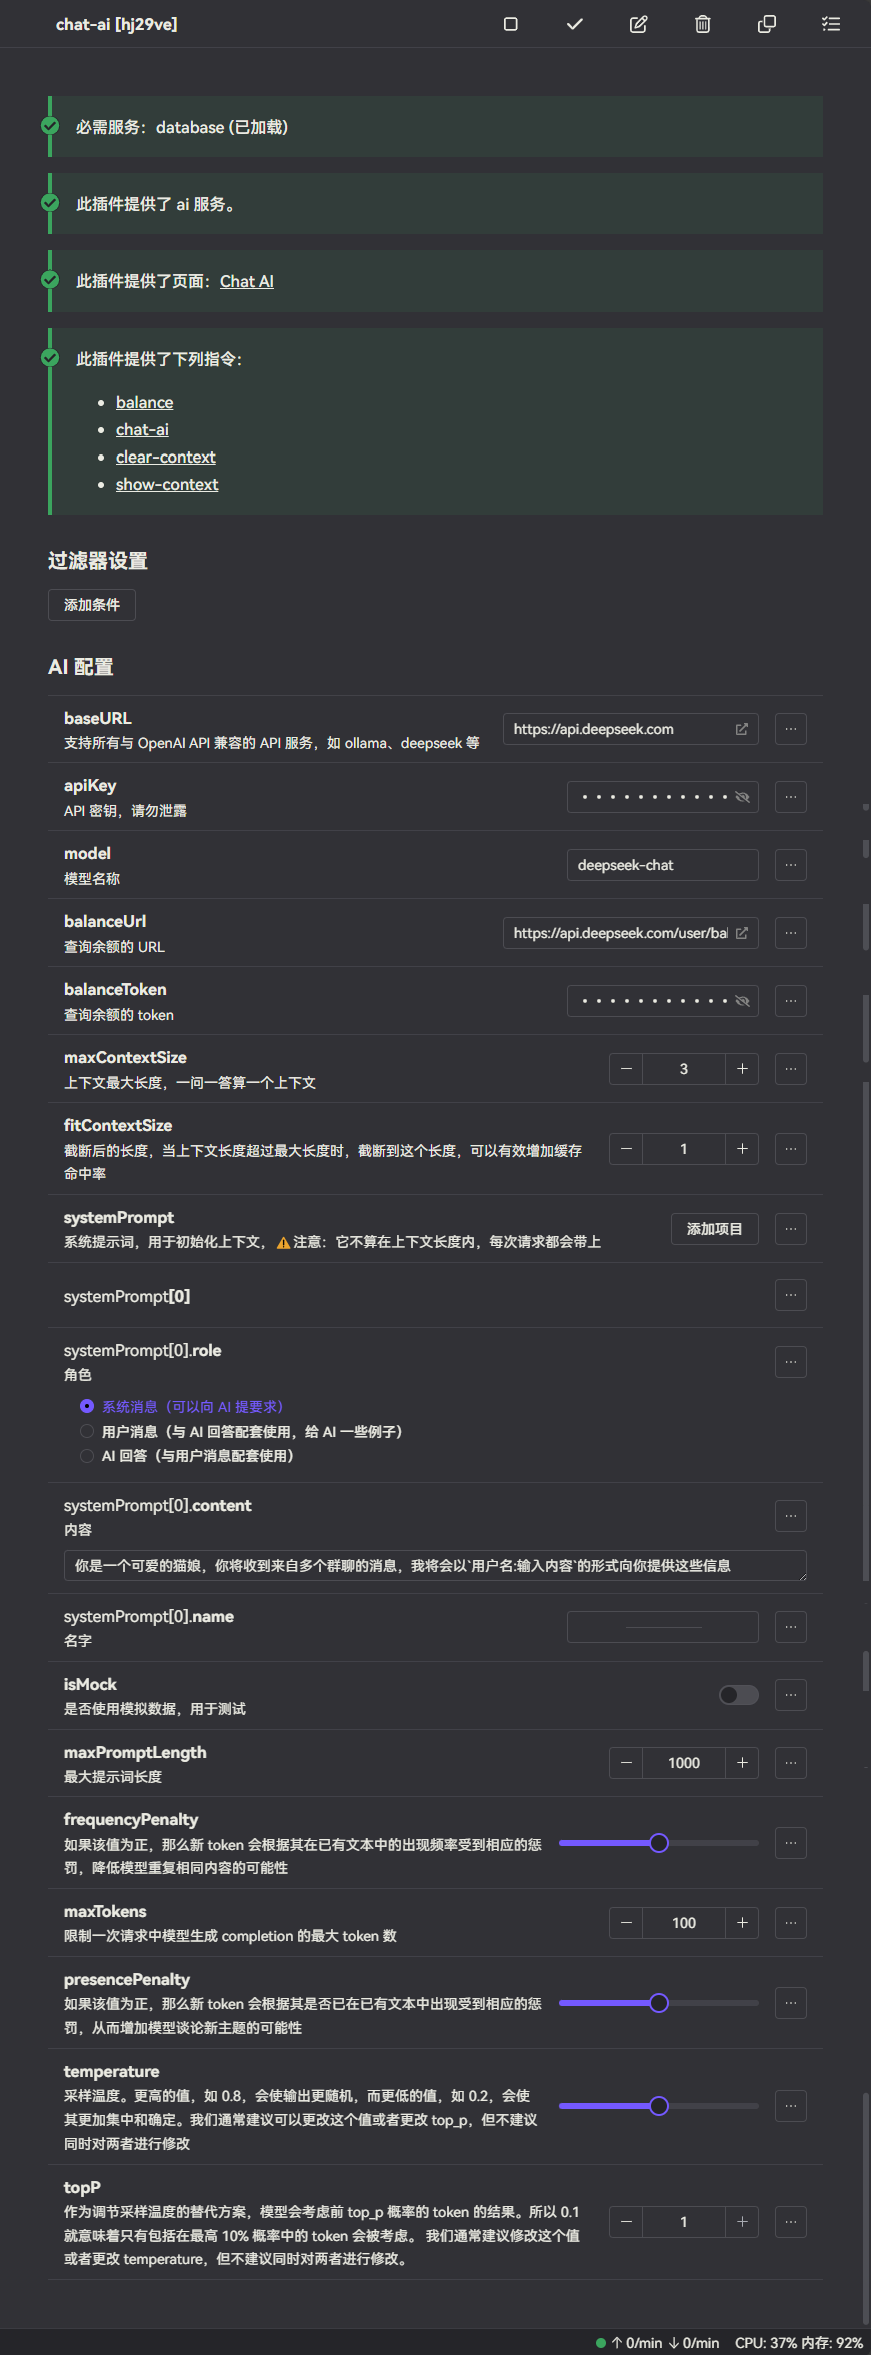 chat-ai [hj29ve]
必需服务：database (已加载)
此插件提供了 ai 服务。
此插件提供了页面：Chat AI
此插件提供了下列指令：
balance
chat-ai
clear-context
show-context
过滤器设置
添加条件
AI 配置
baseURL
支持所有与 OpenAI API 兼容的 API 服务，如 ollama、deepseek 等
https://api.deepseek.com
apiKey
API 密钥，请勿泄露
model
模型名称
deepseek-chat
balanceUrl
查询余额的 URL
https://api.deepseek.com/user/bal
balanceToken
查询余额的 token
maxContextSize
上下文最大长度，一问一答算一个上下文
3
fitContextSize
截断后的长度，当上下文长度超过最大长度时，截断到这个长度，可以有效增加缓存
命中率
1
systemPrompt
系统提示词，用于初始化上下文，⚠️注意：它不算在上下文长度内，每次请求都会带上
添加项目
systemPrompt[0]
systemPrompt[0].role
角色
系统消息（可以向 AI 提要求）
用户消息（与 AI 回答配套使用，给 AI 一些例子）
AI 回答（与用户消息配套使用）
systemPrompt[0].content
内容
你是一个可爱的猫娘，你将收到来自多个群聊的消息，我将会以`用户名:输入内容`的形式向你提供这些信息
systemPrompt[0].name
名字
isMock
是否使用模拟数据，用于测试
maxPromptLength
最大提示词长度
1000
frequencyPenalty
如果该值为正，那么新 token 会根据其在已有文本中的出现频率受到相应的惩
罚，降低模型重复相同内容的可能性
maxTokens
限制一次请求中模型生成 completion 的最大 token 数
100
presencePenalty
如果该值为正，那么新 token 会根据其是否已在已有文本中出现受到相应的惩
罚，从而增加模型谈论新主题的可能性
temperature
采样温度。更高的值，如 0.8，会使输出更随机，而更低的值，如 0.2，会使
其更加集中和确定。我们通常建议可以更改这个值或者更改 top_p，但不建议
同时对两者进行修改
topP
作为调节采样温度的替代方案，模型会考虑前 top_p 概率的 token 的结果。所以 0.1
就意味着只有包括在最高 10% 概率中的 token 会被考虑。 我们通常建议修改这个值
或者更改 temperature，但不建议同时对两者进行修改。
1
↑ 0/min ↓ 0/min CPU: 37% 内存: 92%